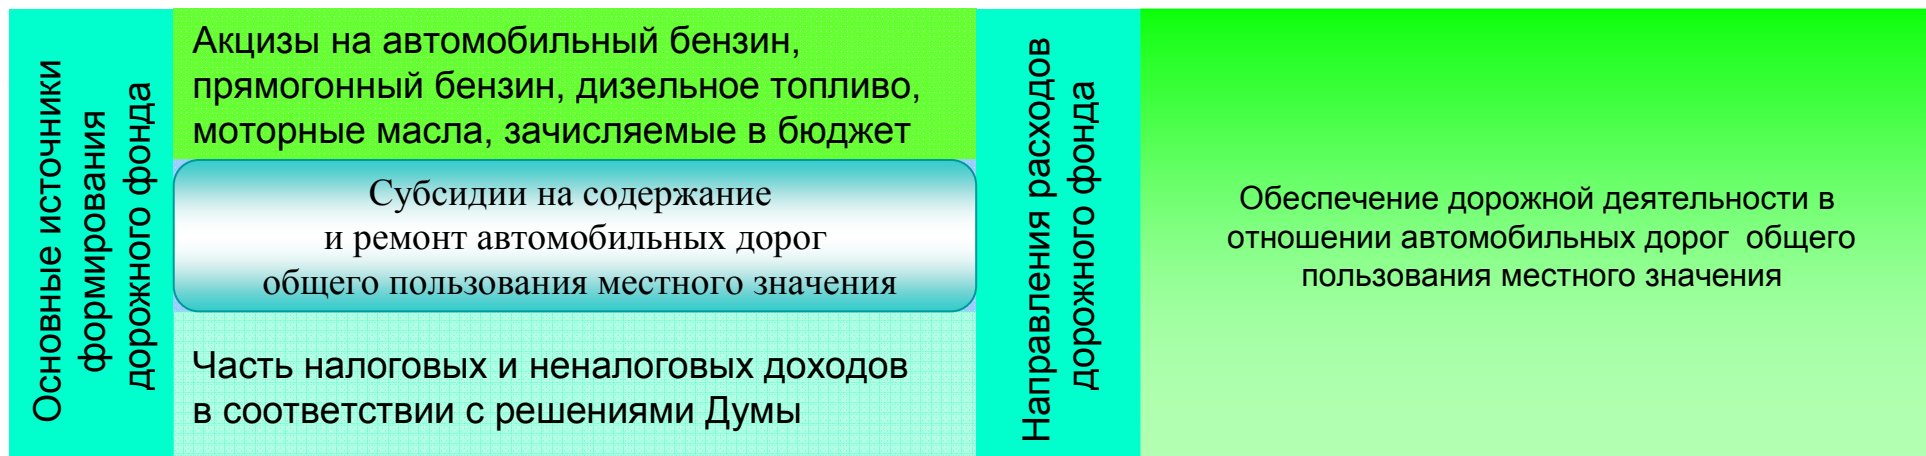 Основные источники
формирования
дорожного фонда
Акцизы на автомобильный бензин,
прямогонный бензин, дизельное топливо,
моторные масла, зачисляемые в бюджет
Субсидии на содержание
и ремонт автомобильных дорог
общего пользования местного значения
Часть налоговых и неналоговых доходов
в соответствии с решениями Думы
Направления расходов
дорожного фонда
Обеспечение дорожной деятельности в
отношении автомобильных дорог общего
пользования местного значения